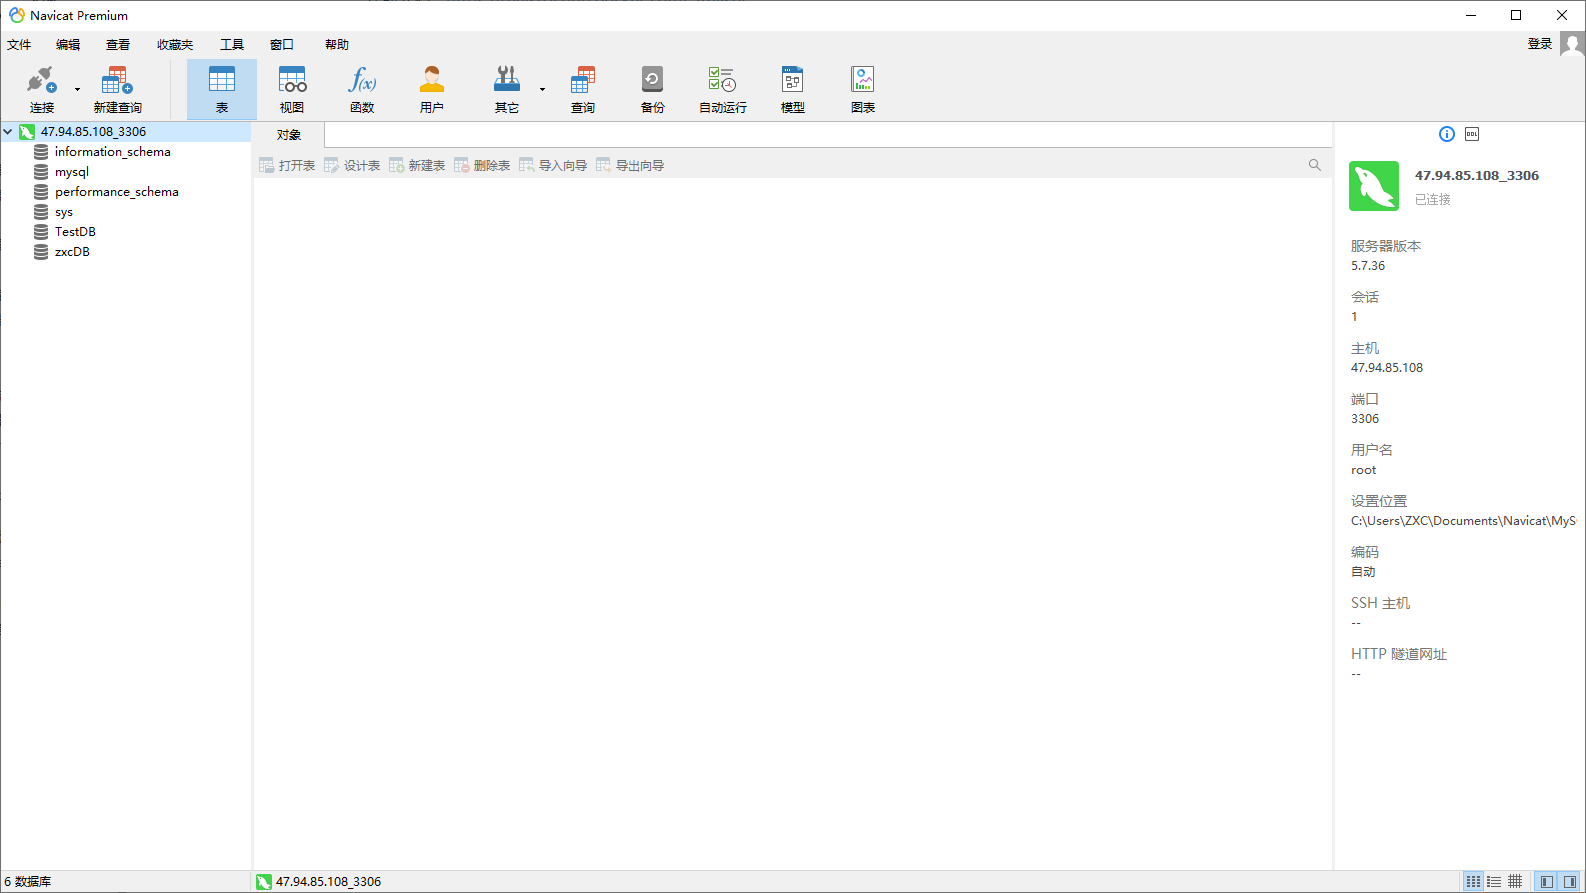 Navicat Premium
文件 编辑 查看 收藏夹 工具 窗口 帮助 登录
连接 新建查询 表 视图 函数 用户 其它 查询 备份 自动运行 模型 图表
f(x)
47.94.85.108_3306
information_schema
mysql
performance_schema
sys
TestDB
zxcDB
对象
打开表 设计表 新建表 删除表 导入向导 导出向导
DDL
47.94.85.108_3306
已连接
服务器版本
5.7.36
会话
1
主机
47.94.85.108
端口
3306
用户名
root
设置位置
C:\Users\ZXC\Documents\Navicat\MyS
编码
自动
SSH 主机
--
HTTP 隧道网址
--
6 数据库
47.94.85.108_3306